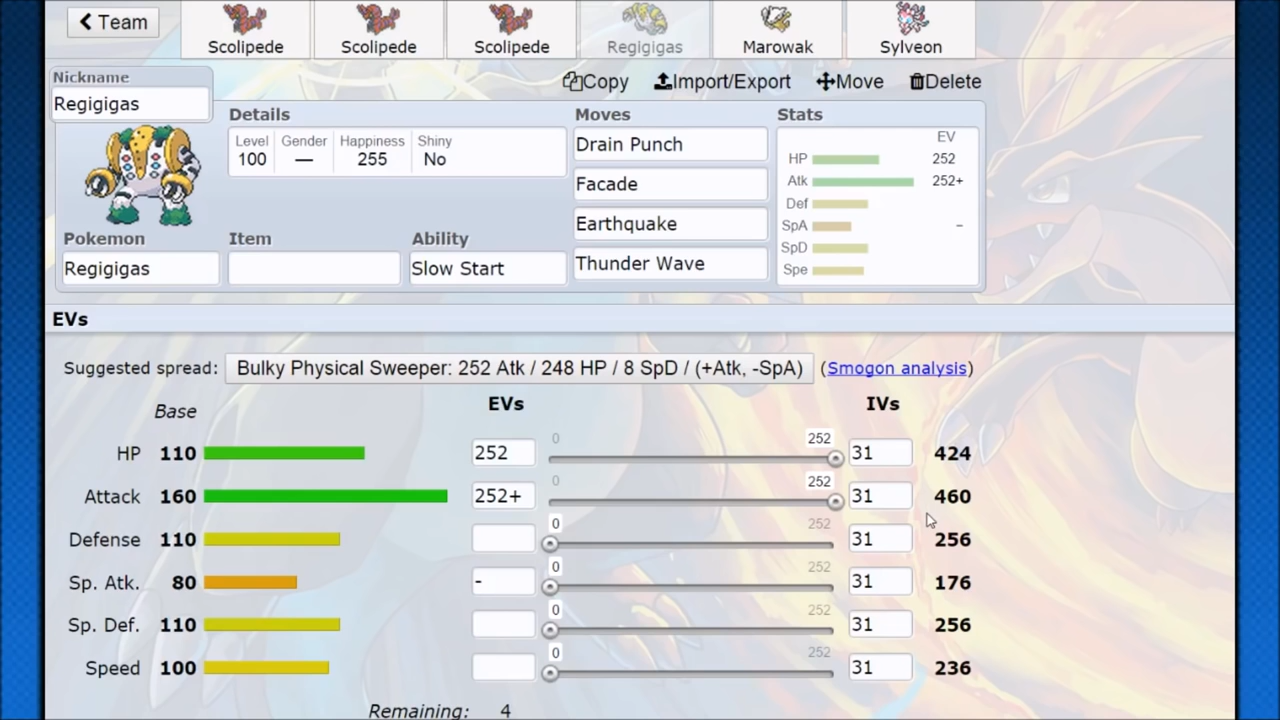 Team
Scolipede
Scolipede
Scolipede
Regigigas
Marowak
Sylveon
Copy Import/Export Move Delete
Nickname
Regigigas
Details
Level Gender Happiness Shiny
100 — 255 No
Pokemon
Regigigas
Item
Ability
Slow Start
Moves
Drain Punch
Facade
Earthquake
Thunder Wave
Stats
EV
HP 252
Atk 252+
Def
SpA –
SpD
Spe
EVs
Suggested spread: Bulky Physical Sweeper: 252 Atk / 248 HP / 8 SpD / (+Atk, -SpA) (Smogon analysis)
Base EVs IVs
HP 110 252 0 252 31 424
Attack 160 252+ 0 252 31 460
Defense 110 0 252 31 256
Sp. Atk. 80 - 0 252 31 176
Sp. Def. 110 0 252 31 256
Speed 100 0 252 31 236
Remaining: 4